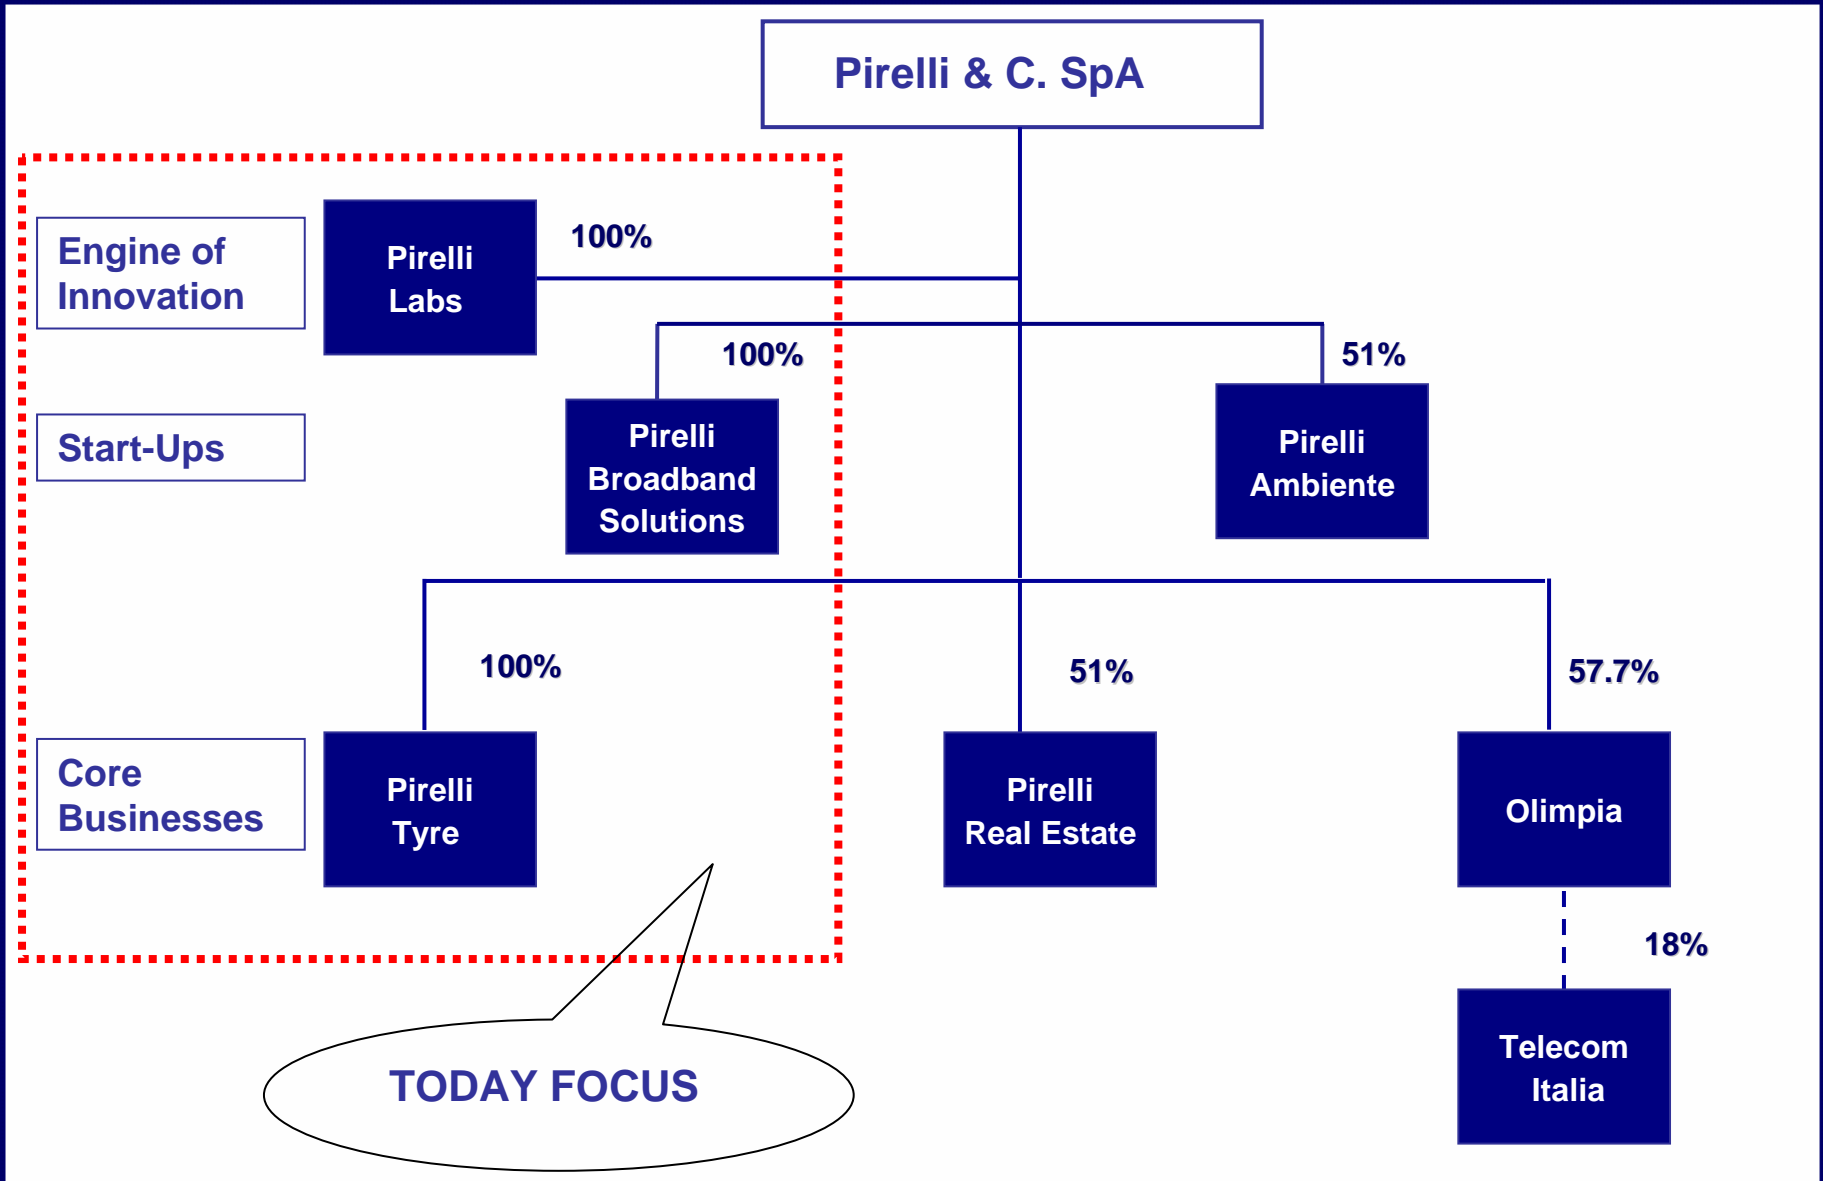 Pirelli & C. SpA
Engine of
Innovation
Pirelli
Labs
100%
100%
51%
Start-Ups
Pirelli
Broadband
Solutions
Pirelli
Ambiente
100%
51%
57.7%
Core
Businesses
Pirelli
Tyre
Pirelli
Real Estate
Olimpia
18%
TODAY FOCUS
Telecom
Italia